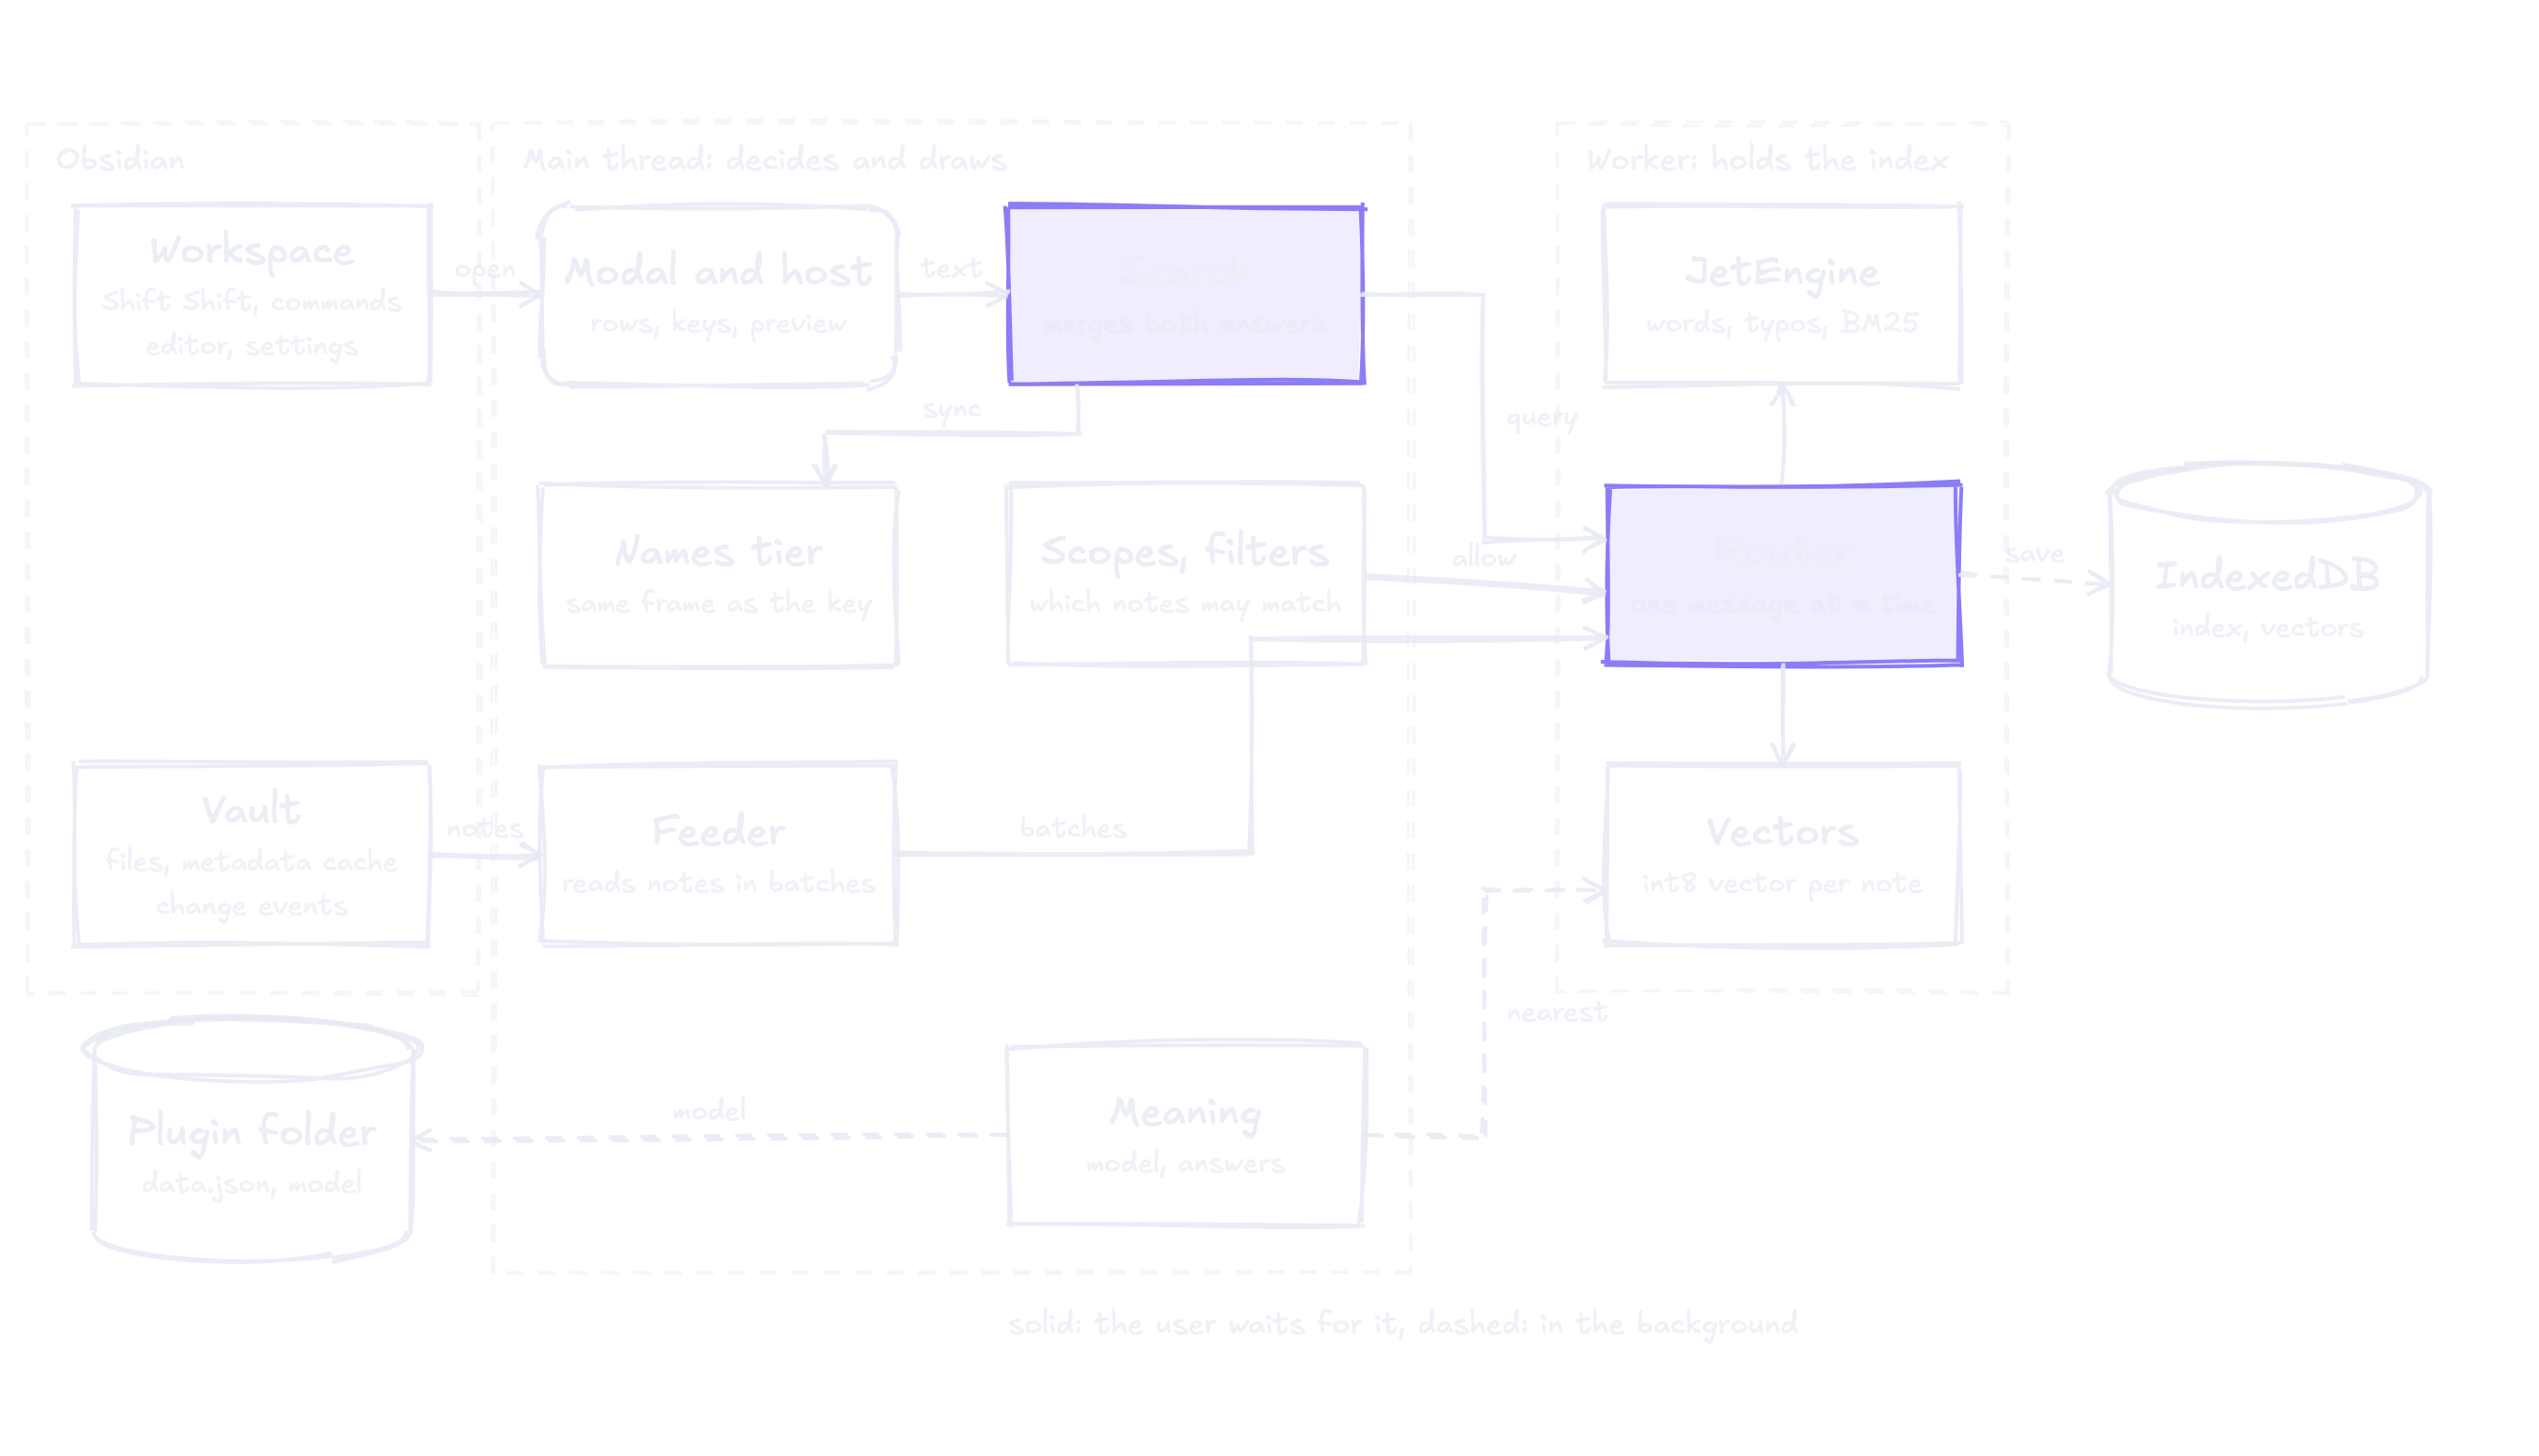 Obsidian
Main thread: decides and draws
Worker: holds the index
Workspace
Shift Shift, commands
editor, settings
open
Modal and host
rows, keys, preview
text
Search
merges both answers
JetEngine
words, typos, BM25
sync
query
Names tier
same frame as the key
Scopes, filters
which notes may match
allow
Router
one message at a time
save
IndexedDB
index, vectors
Vault
files, metadata cache
change events
notes
Feeder
reads notes in batches
batches
Vectors
int8 vector per note
nearest
Plugin folder
data.json, model
model
Meaning
model, answers
solid: the user waits for it, dashed: in the background